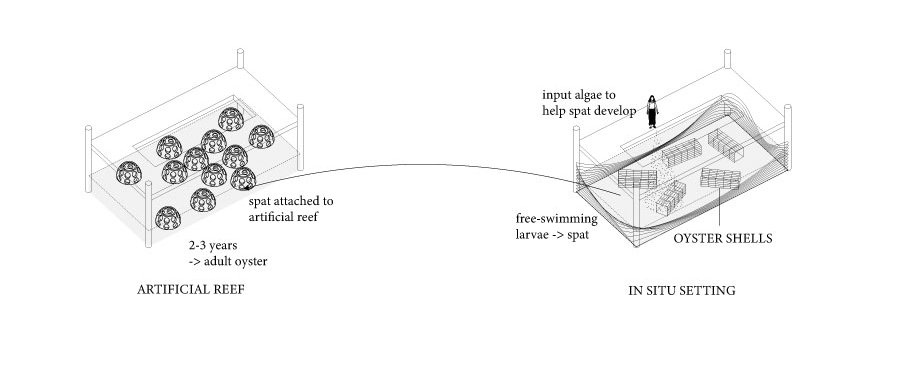 input algae to
help spat develop
spat attached to
artificial reef
free-swimming
larvae -> spat
OYSTER SHELLS
2-3 years
-> adult oyster
ARTIFICIAL REEF
IN SITU SETTING